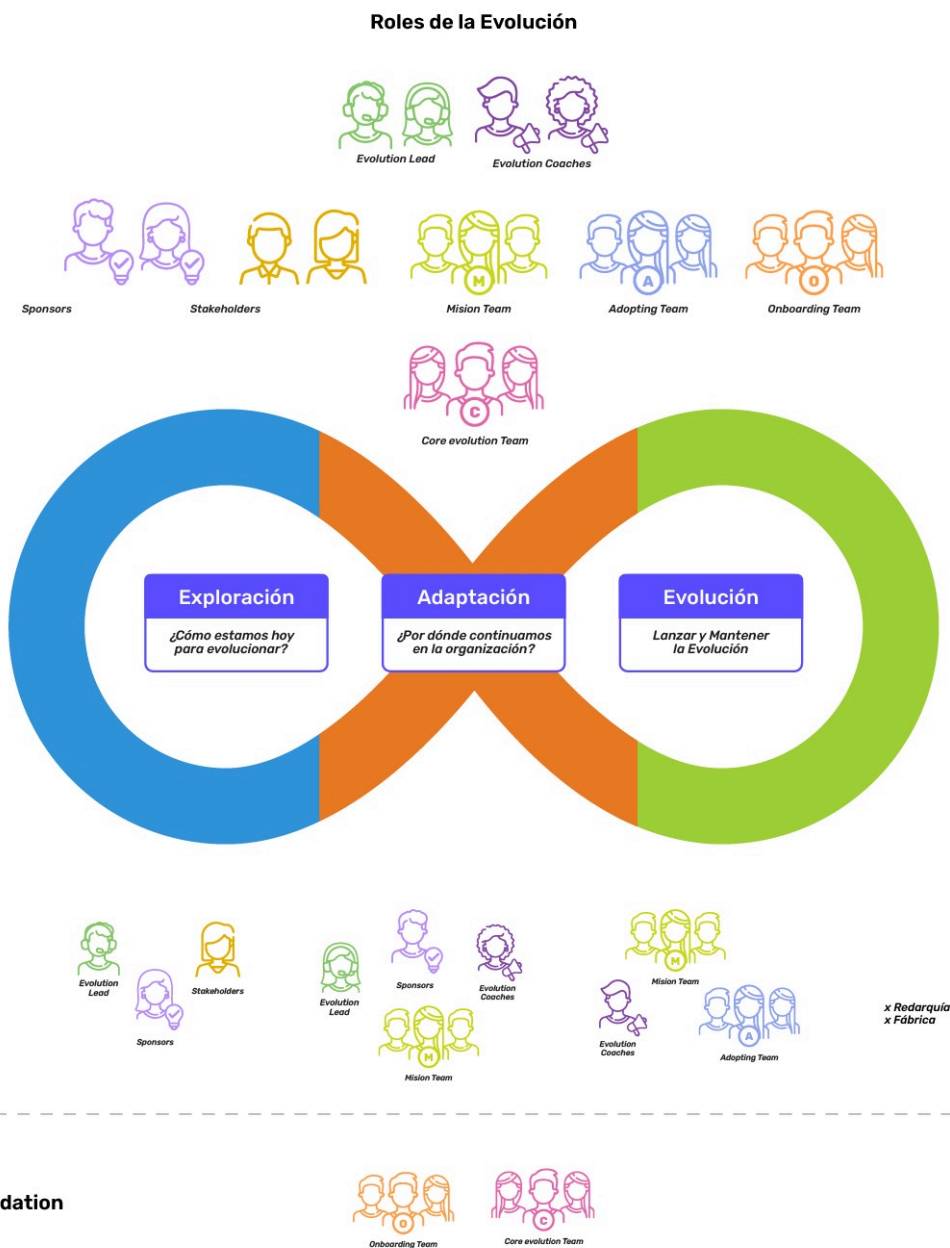 Roles de la Evolución
Evolution Lead
Evolution Coaches
Sponsors
Stakeholders
M
Mision Team
A
Adopting Team
O
Onboarding Team
C
Core evolution Team
Exploración
¿Cómo estamos hoy
para evolucionar?
Adaptación
¿Por dónde continuamos
en la organización?
Evolución
Lanzar y Mantener
la Evolución
Evolution
Lead
Stakeholders
Sponsors
Evolution
Lead
Sponsors
Evolution
Coaches
M
Mision Team
M
Mision Team
Evolution
Coaches
A
Adopting Team
x Redarquía
x Fábrica
dation
O
Onboarding Team
C
Core evolution Team